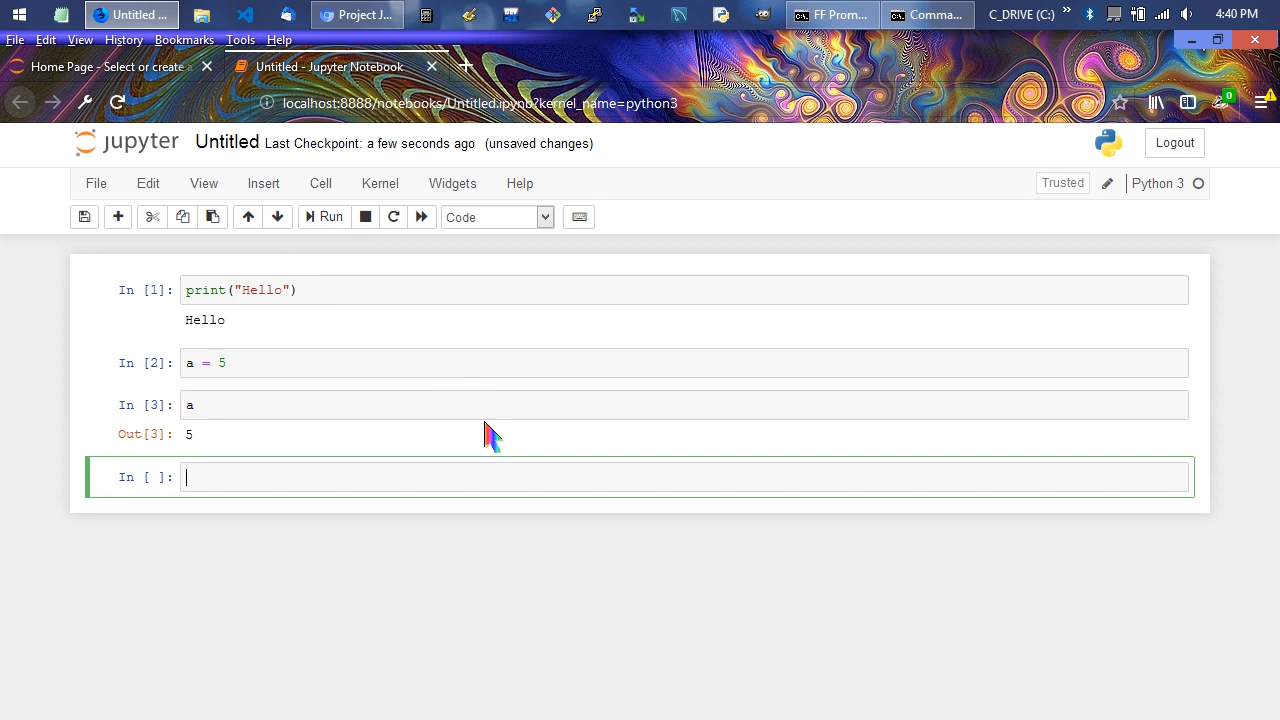 Untitled ...
Project J...
FF Prom...
Comma...
C_DRIVE (C:)
»
4:40 PM
File Edit View History Bookmarks Tools Help
Home Page - Select or create a
Untitled - Jupyter Notebook
localhost:8888/notebooks/Untitled.ipynb?kernel_name=python3
0
jupyter Untitled Last Checkpoint: a few seconds ago (unsaved changes)
Logout
File Edit View Insert Cell Kernel Widgets Help
Trusted
Python 3
Run
Code
In [1]: print("Hello")
Hello
In [2]: a = 5
In [3]: a
Out[3]: 5
In [ ]: